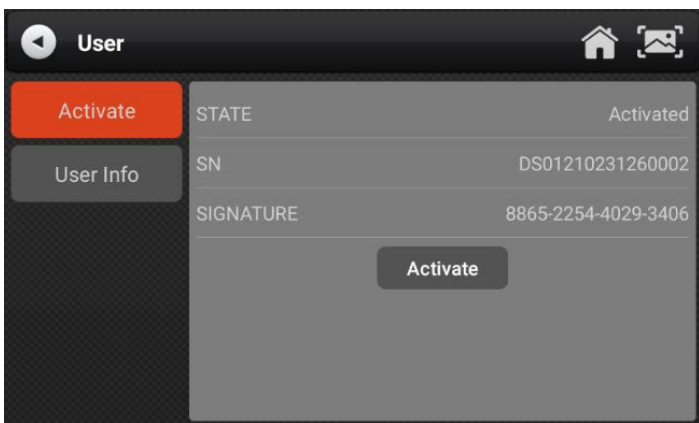 User
Activate
User Info
STATE Activated
SN DS01210231260002
SIGNATURE 8865-2254-4029-3406
Activate